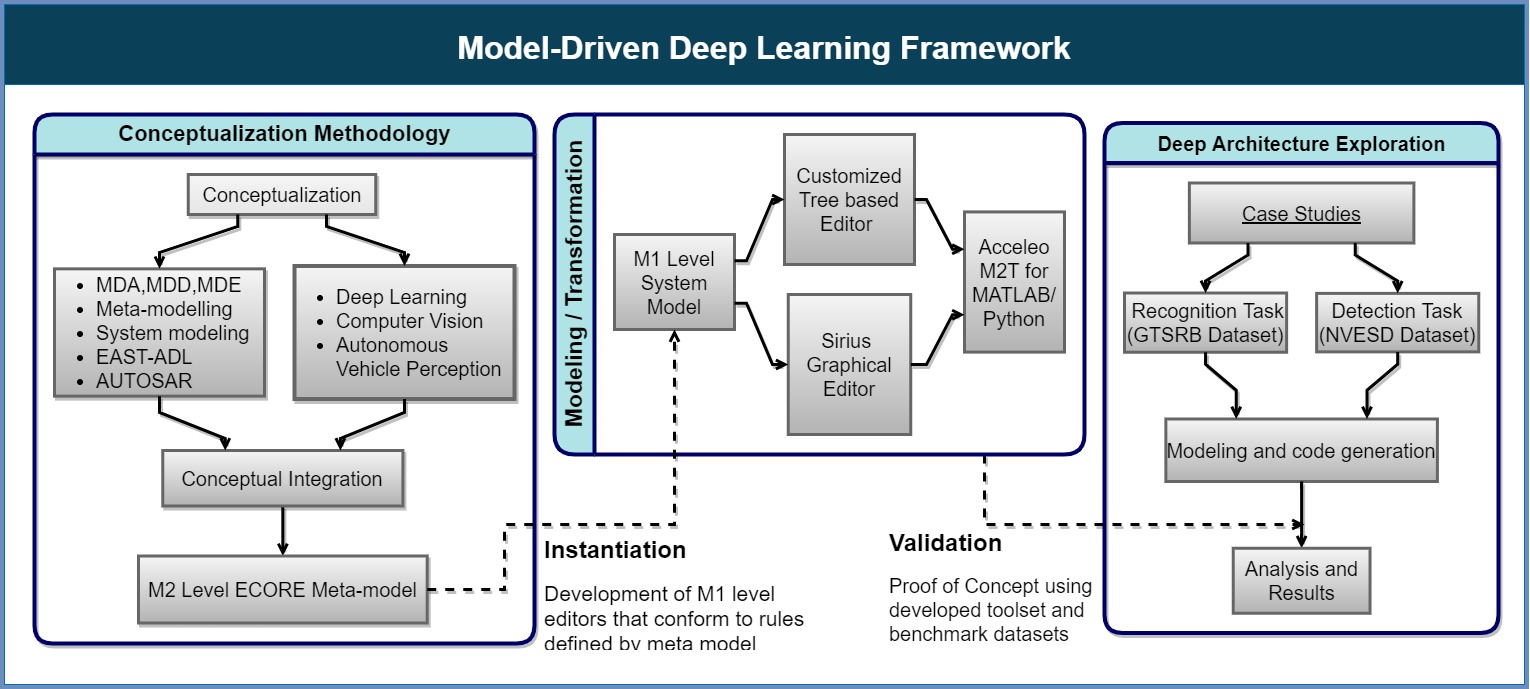 Model-Driven Deep Learning Framework
Conceptualization Methodology
Conceptualization
MDA,MDD,MDE
Meta-modelling
System modeling
EAST-ADL
AUTOSAR
Deep Learning
Computer Vision
Autonomous
Vehicle Perception
Conceptual Integration
M2 Level ECORE Meta-model
Instantiation
Development of M1 level
editors that conform to rules
defined by meta model
Modeling / Transformation
M1 Level
System
Model
Customized
Tree based
Editor
Sirius
Graphical
Editor
Acceleo
M2T for
MATLAB/
Python
Validation
Proof of Concept using
developed toolset and
benchmark datasets
Deep Architecture Exploration
Case Studies
Recognition Task
(GTSRB Dataset)
Detection Task
(NVESD Dataset)
Modeling and code generation
Analysis and
Results